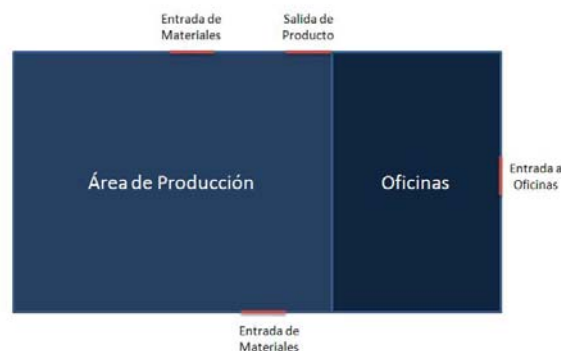 Entrada de
Materiales
Salida de
Producto
Área de Producción
Oficinas
Entrada a
Oficinas
Entrada de
Materiales